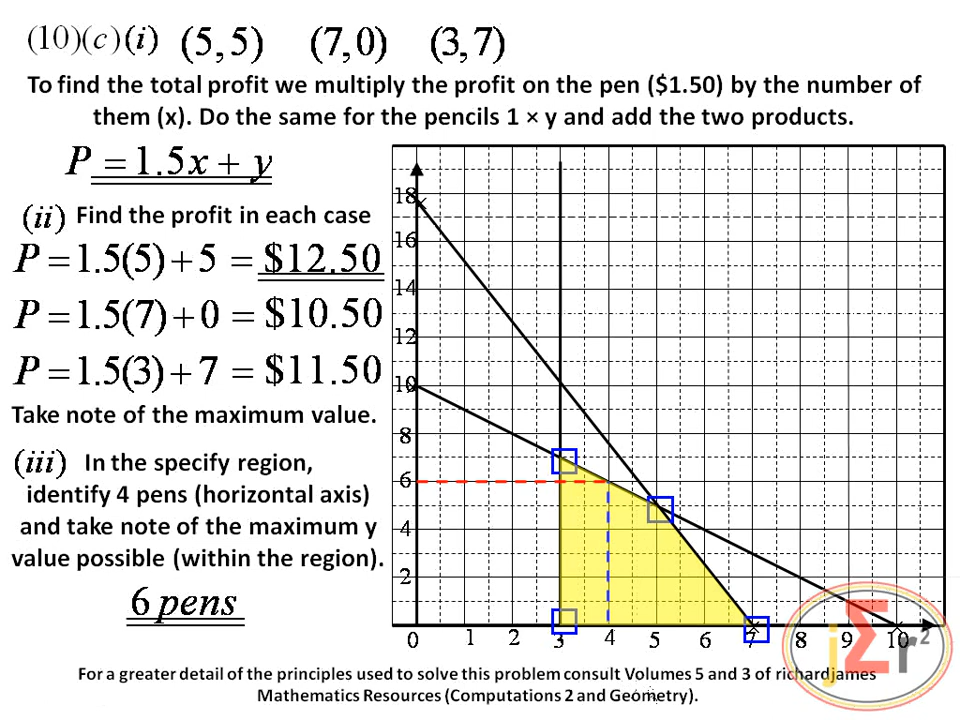 (10)(c)(i) (5,5) (7,0) (3,7)
To find the total profit we multiply the profit on the pen ($1.50) by the number of
them (x). Do the same for the pencils 1 × y and add the two products.
P = 1.5x + y
(ii) Find the profit in each case
P = 1.5(5) + 5 = $12.50
P = 1.5(7) + 0 = $10.50
P = 1.5(3) + 7 = $11.50
Take note of the maximum value.
(iii) In the specify region,
identify 4 pens (horizontal axis)
and take note of the maximum y
value possible (within the region).
6 pens
18
16
14
12
10
8
6
4
2
0 1 2 3 4 5 6 7 8 9 10
jΣr²
For a greater detail of the principles used to solve this problem consult Volumes 5 and 3 of richardjames
Mathematics Resources (Computations 2 and Geometry).